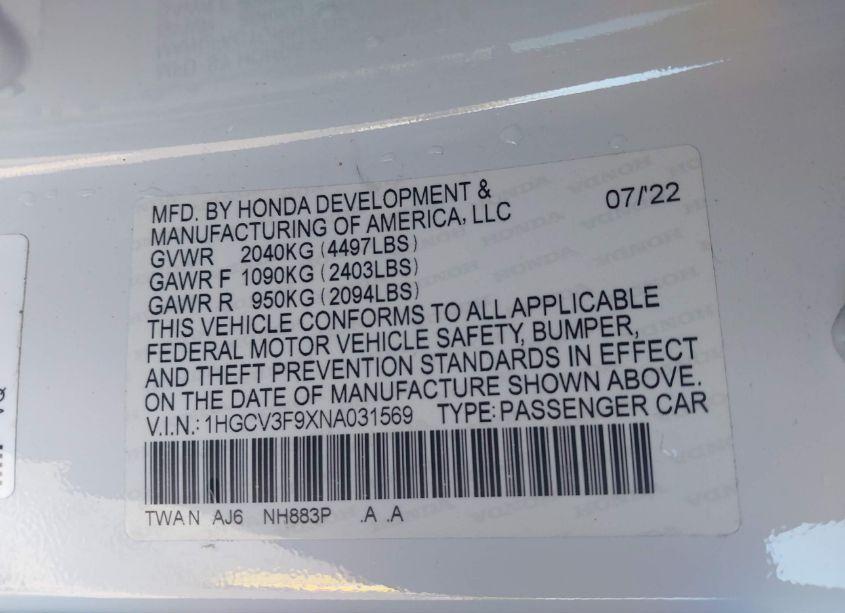 MFD. BY HONDA DEVELOPMENT &
MANUFACTURING OF AMERICA, LLC 07/'22
GVWR 2040KG (4497LBS)
GAWR F 1090KG (2403LBS)
GAWR R 950KG (2094LBS)
THIS VEHICLE CONFORMS TO ALL APPLICABLE
FEDERAL MOTOR VEHICLE SAFETY, BUMPER,
AND THEFT PREVENTION STANDARDS IN EFFECT
ON THE DATE OF MANUFACTURE SHOWN ABOVE.
V.I.N.: 1HGCV3F9XNA031569 TYPE: PASSENGER CAR
TWAN AJ6 NH883P .A .A